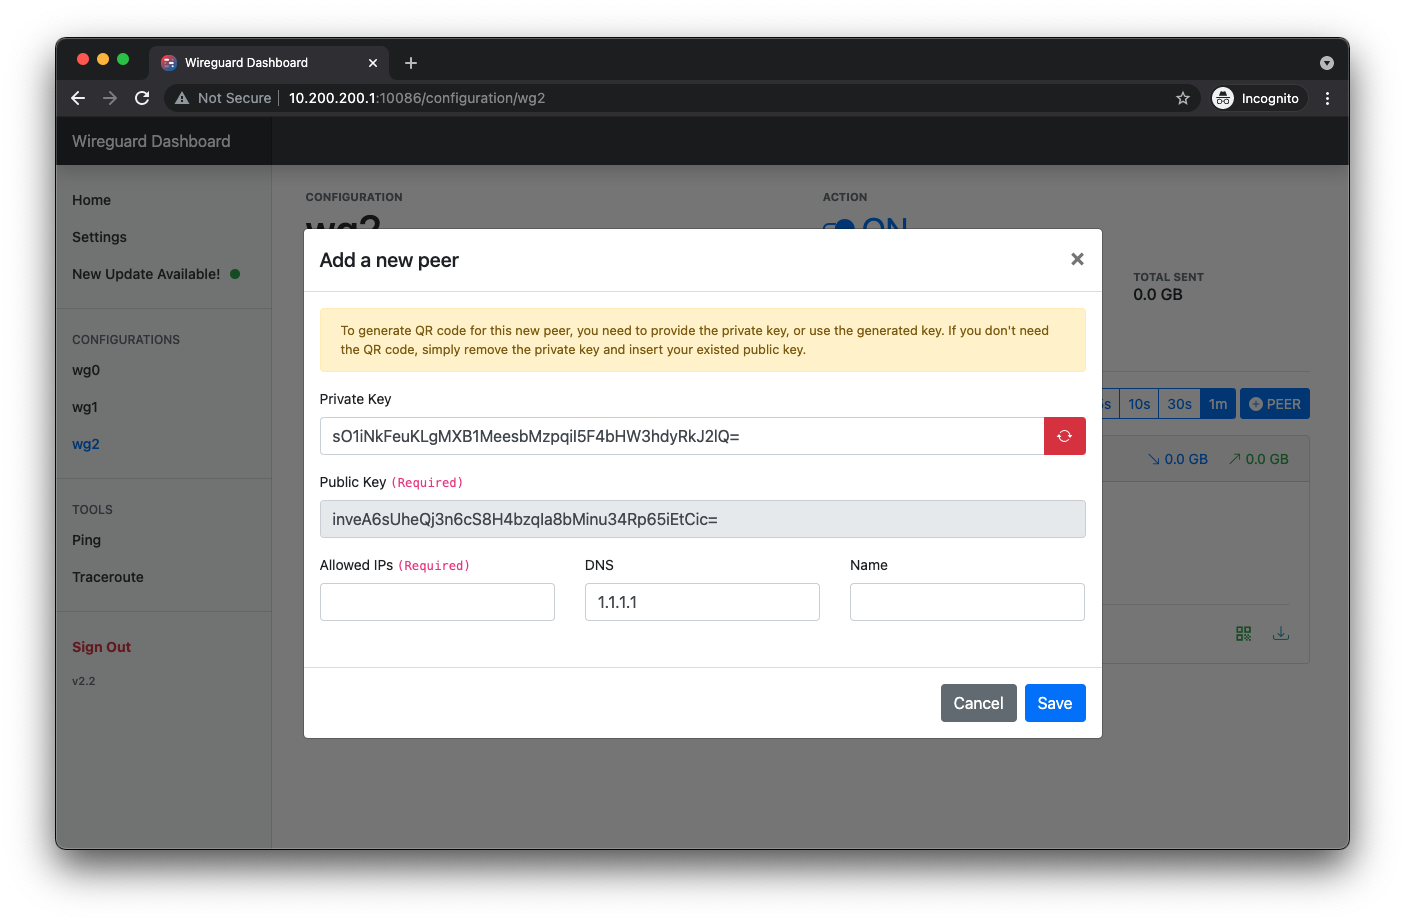 Wireguard Dashboard
Not Secure 10.200.200.1:10086/configuration/wg2 Incognito
Wireguard Dashboard
Home
Settings
New Update Available!
CONFIGURATIONS
wg0
wg1
wg2
TOOLS
Ping
Traceroute
Sign Out
v2.2
CONFIGURATION
wg2
ACTION
ON
TOTAL SENT
0.0 GB
10s 30s 1m PEER
0.0 GB 0.0 GB
Add a new peer
To generate QR code for this new peer, you need to provide the private key, or use the generated key. If you don't need
the QR code, simply remove the private key and insert your existed public key.
Private Key
sO1iNkFeuKLgMXB1MeesbMzpqil5F4bHW3hdyRkJ2lQ=
Public Key (Required)
inveA6sUheQj3n6cS8H4bzqla8bMinu34Rp65iEtCic=
Allowed IPs (Required) DNS Name
1.1.1.1
Cancel Save